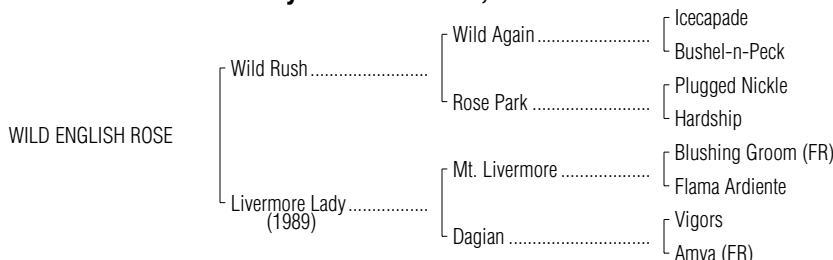 Icecapade
Wild Again
Bushel-n-Peck
Wild Rush
Plugged Nickle
Rose Park
Hardship
WILD ENGLISH ROSE
Blushing Groom (FR)
Mt. Livermore
Flama Ardiente
Livermore Lady
(1989)
Vigors
Dagian
Amya (FR)